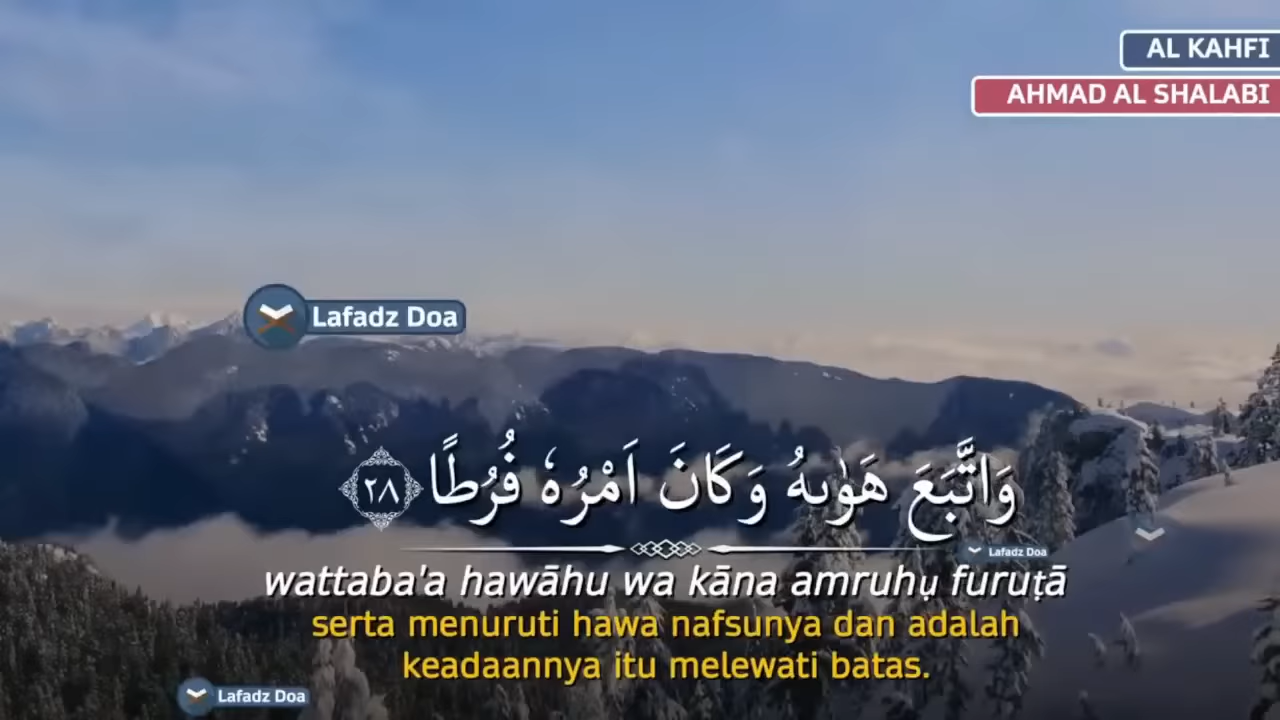 AL KAHFI
AHMAD AL SHALABI
Lafadz Doa
وَاتَّبَعَ هَوٰىهُ وَكَانَ اَمْرُهٗ فُرُطًا ٢٨
Lafadz Doa
wattaba'a hawāhu wa kāna amruhụ furuṭā
serta menuruti hawa nafsunya dan adalah
keadaannya itu melewati batas.
Lafadz Doa